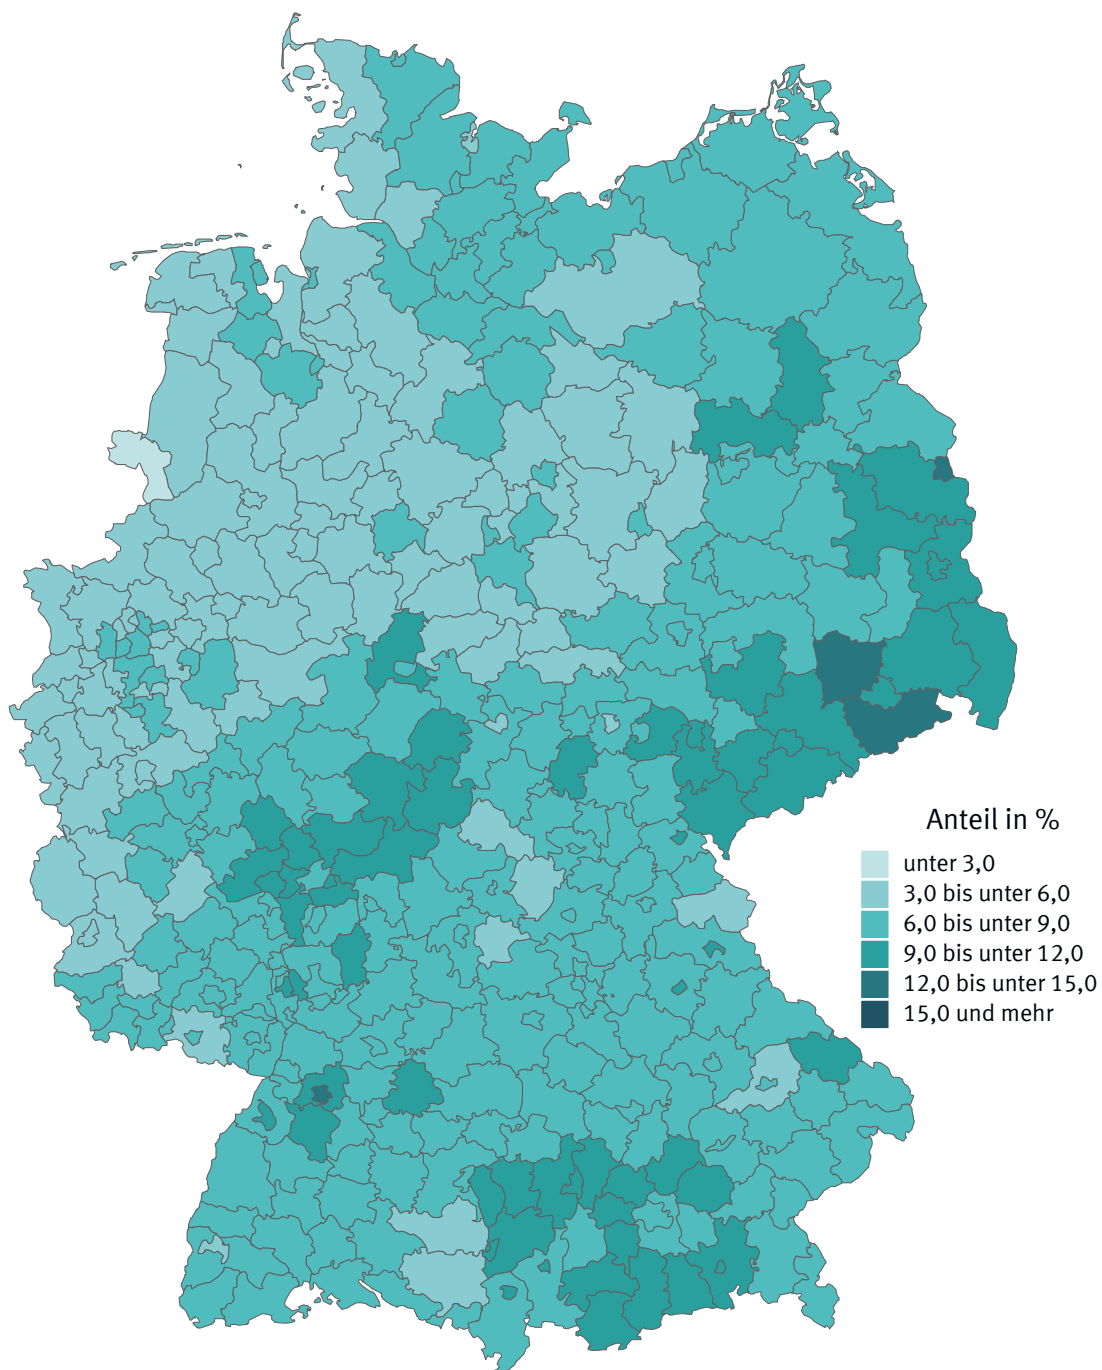 Anteil in %
unter 3,0
3,0 bis unter 6,0
6,0 bis unter 9,0
9,0 bis unter 12,0
12,0 bis unter 15,0
15,0 und mehr